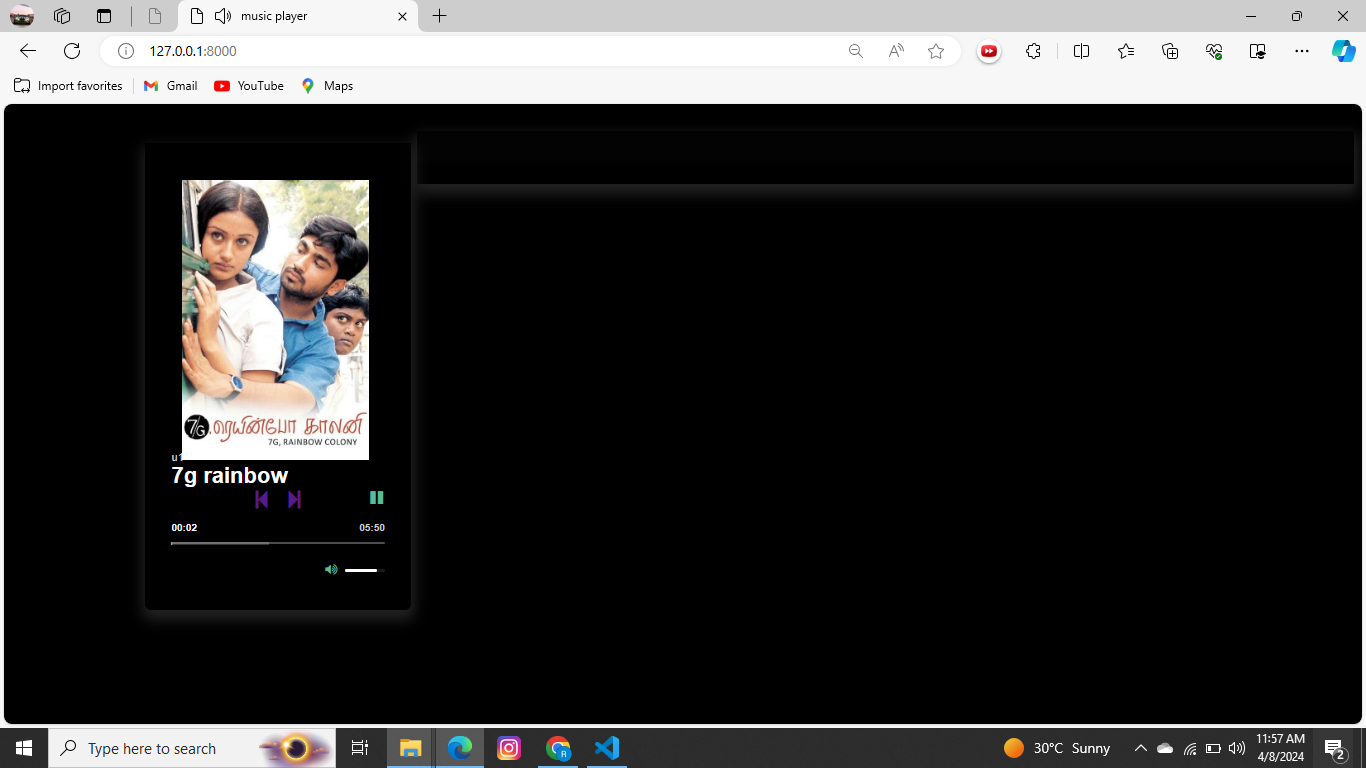 music player
127.0.0.1:8000
Import favorites
Gmail
YouTube
Maps
7/G
ரெயின்போ காலனி
7G, RAINBOW COLONY
7g rainbow
00:02
05:50
Type here to search
30°C Sunny
11:57 AM
4/8/2024
2